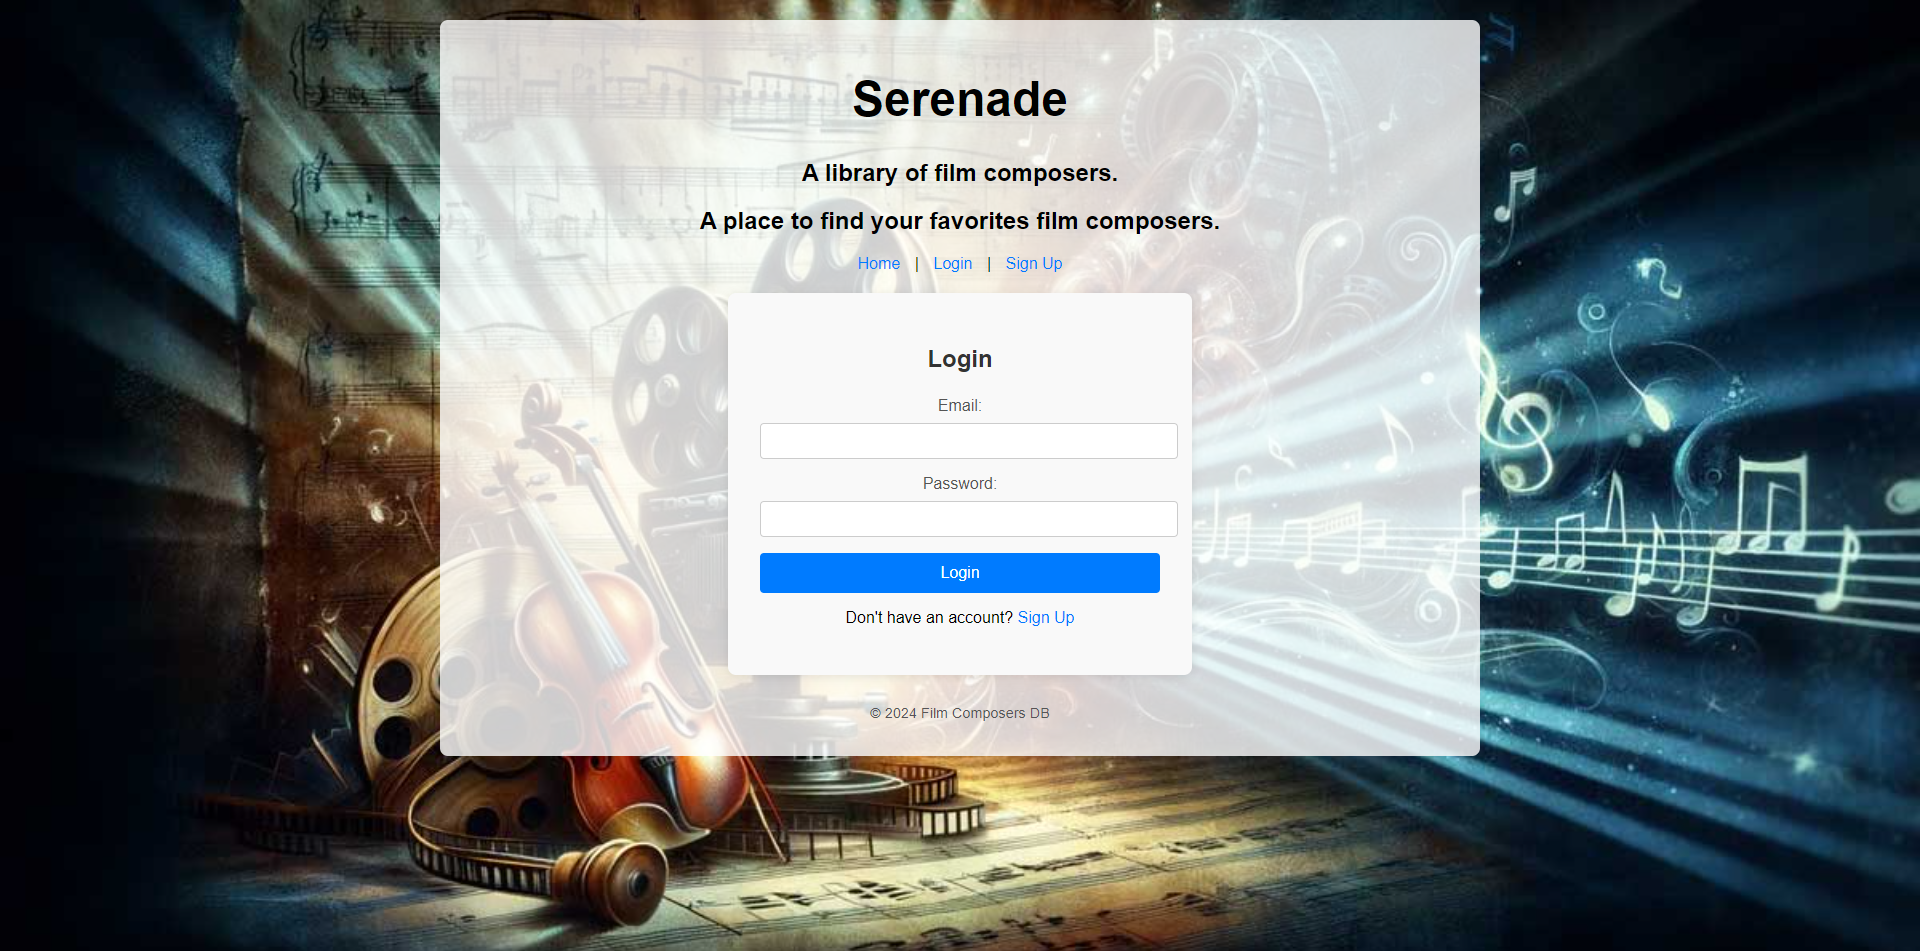 Serenade
A library of film composers.
A place to find your favorites film composers.
Home | Login | Sign Up
Login
Email:
Password:
Login
Don't have an account? Sign Up
© 2024 Film Composers DB